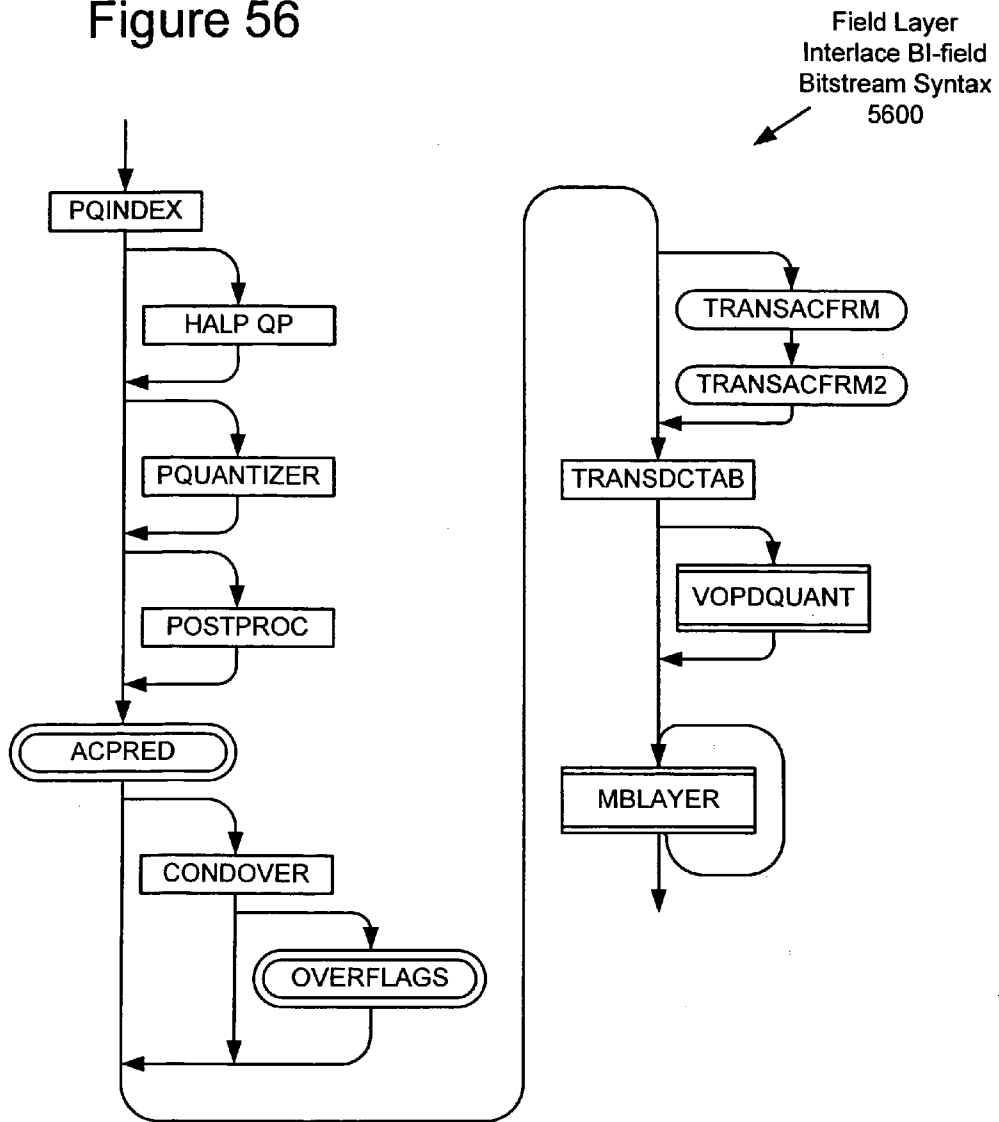 Figure 56
Field Layer
Interlace BI-field
Bitstream Syntax
5600
PQINDEX
HALP QP
PQUANTIZER
POSTPROC
ACPRED
CONDOVER
OVERFLAGS
TRANSACFRM
TRANSACFRM2
TRANSDCTAB
VOPDQUANT
MBLAYER